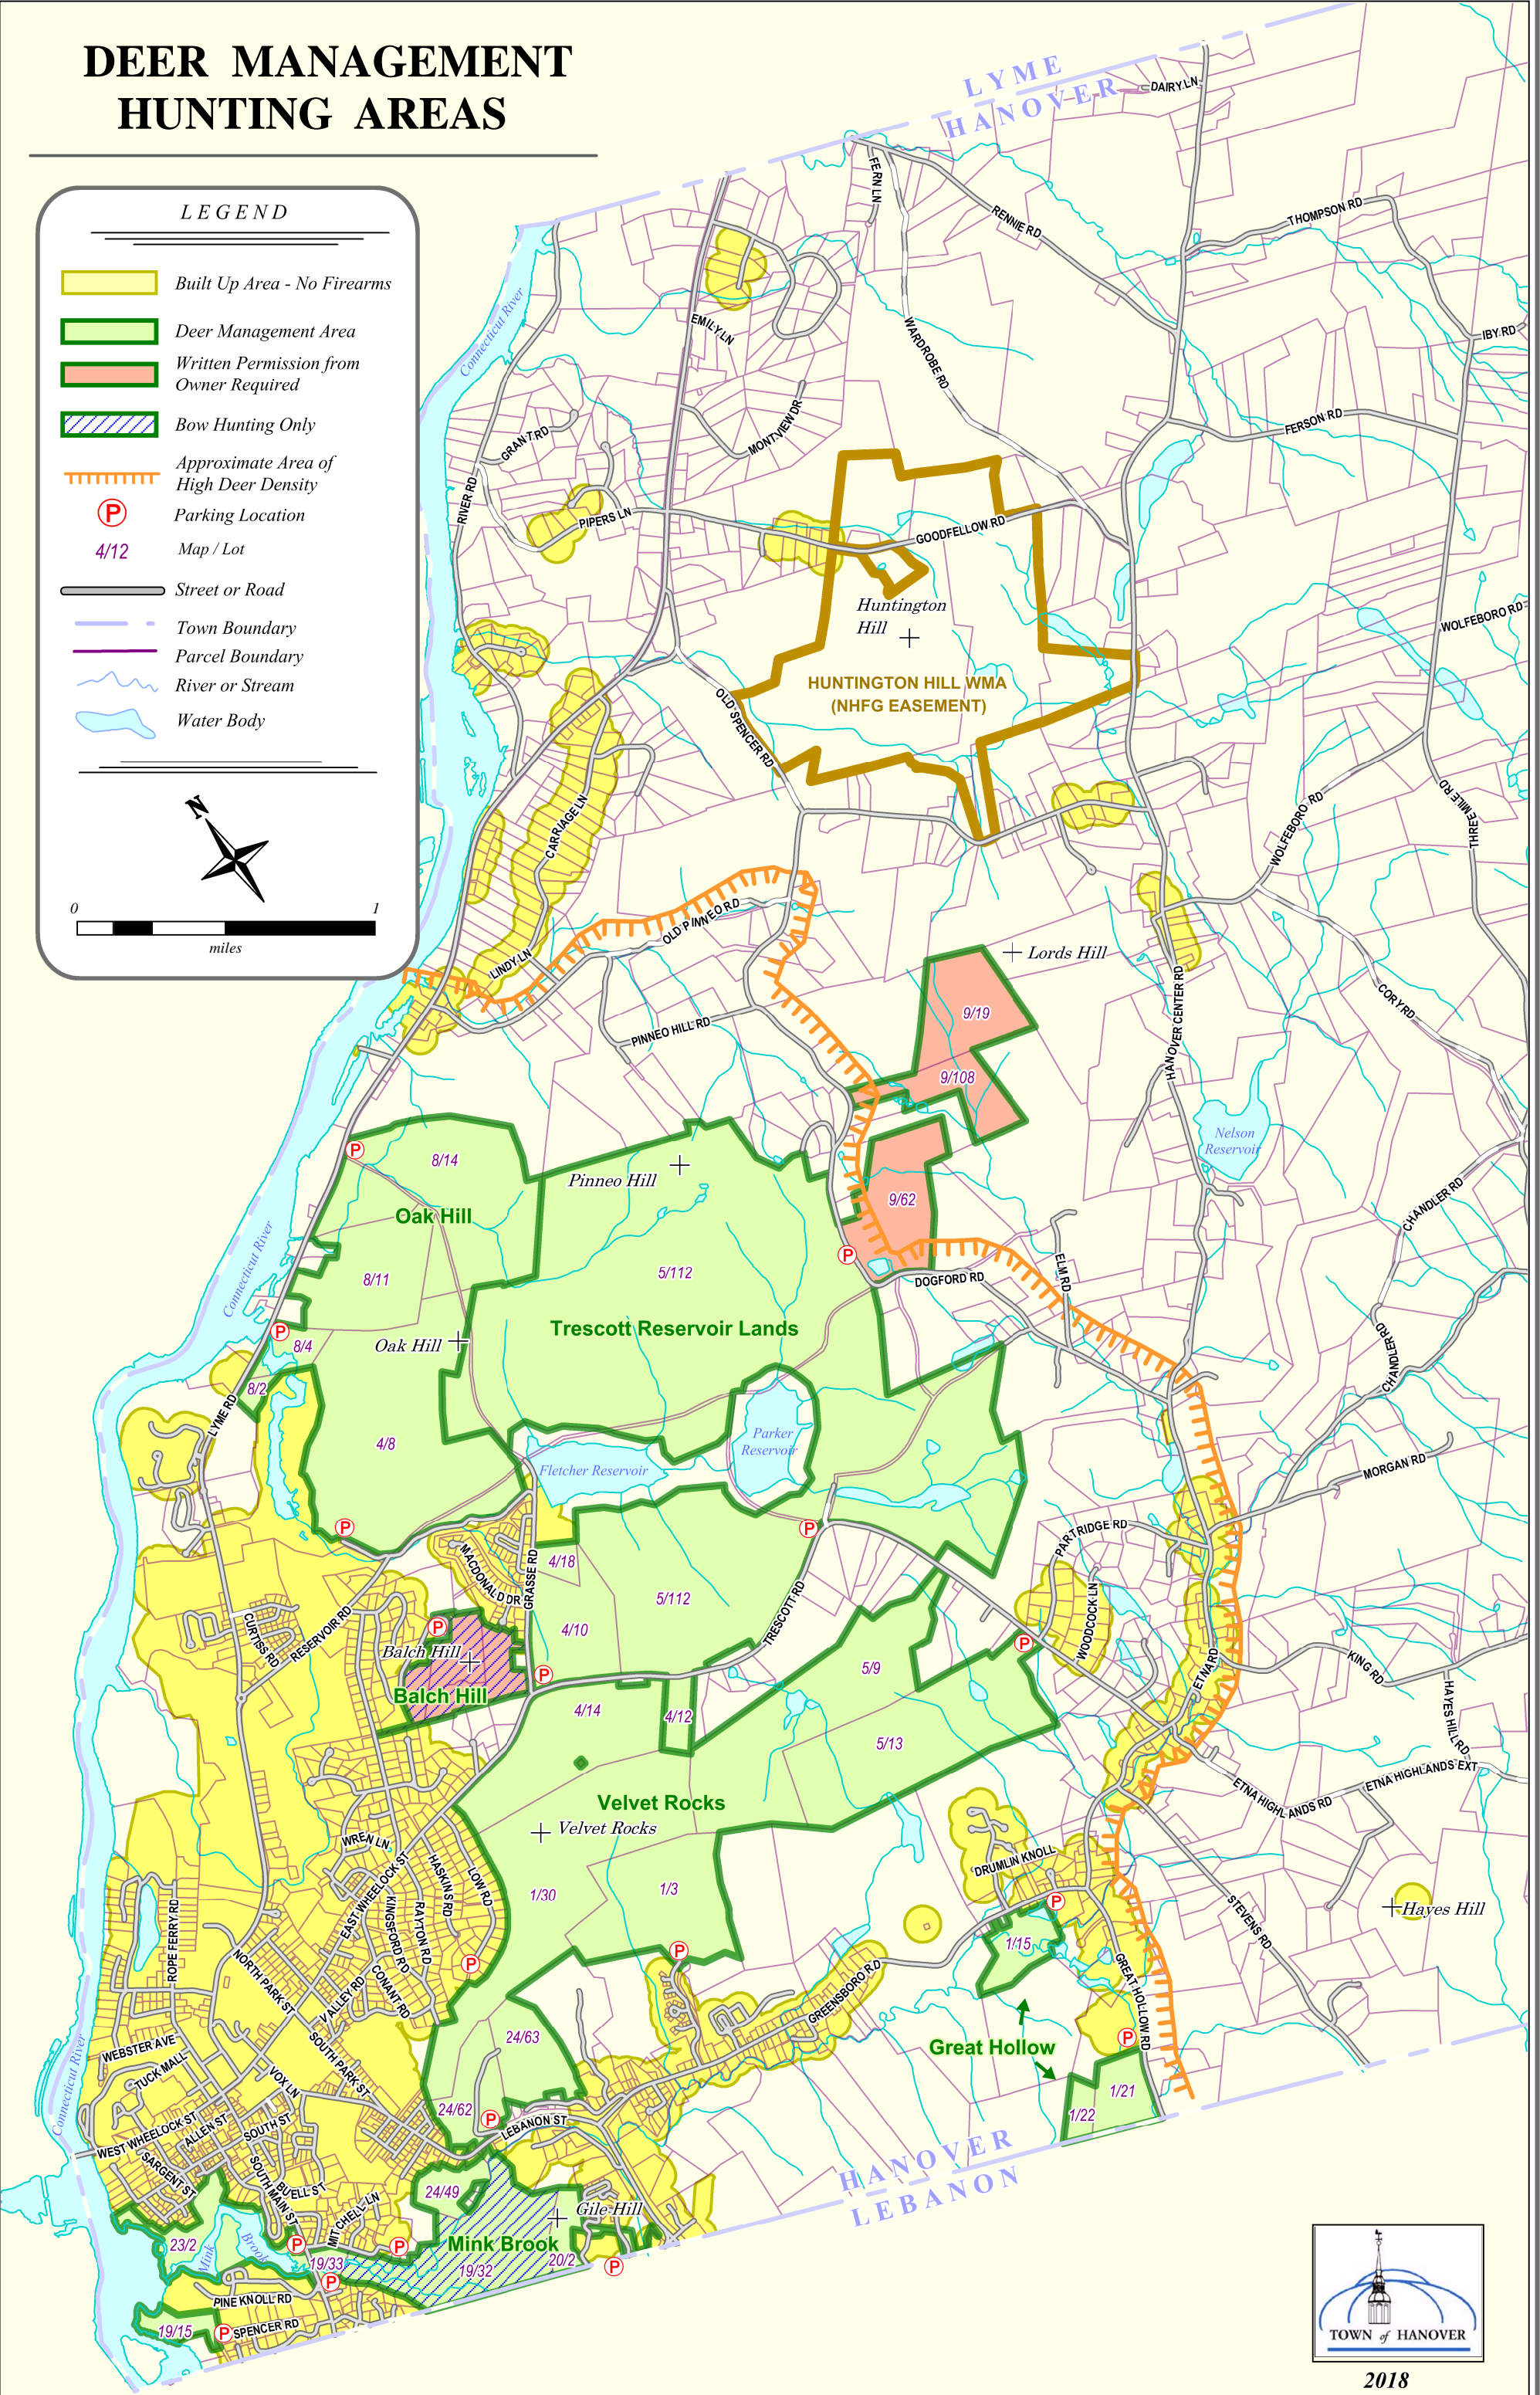 DEER MANAGEMENT
HUNTING AREAS
LEGEND
Built Up Area - No Firearms
Deer Management Area
Written Permission from
Owner Required
Bow Hunting Only
Approximate Area of
High Deer Density
P
Parking Location
4/12
Map / Lot
Street or Road
Town Boundary
Parcel Boundary
River or Stream
Water Body
N
0 1
miles
LYME
HANOVER
DAIRY LN
FERN LN
RENNIE RD
THOMPSON RD
Connecticut River
EMILY LN
WARDROBE RD
IBY RD
GRANT RD
MONT VIEW DR
FERSON RD
RIVER RD
PIPERS LN
GOODFELLOW RD
Huntington
Hill
WOLFEBORO RD
HUNTINGTON HILL WMA
(NHFG EASEMENT)
OLD SPENCER RD
CARRIAGE LN
WOLFEBORO RD
THREE MILE RD
OLD PINNEO RD
LINDY LN
Lords Hill
HANOVER CENTER RD
CORY RD
9/19
PINNEO HILL RD
9/108
Nelson
Reservoir
P
8/14
Pinneo Hill
9/62
CHANDLER RD
Oak Hill
Connecticut River
P
8/11
5/112
DOGFORD RD
ELM RD
P
8/4
Oak Hill
Trescott Reservoir Lands
CHANDLER RD
8/2
LYME RD
CHANDLER RD
4/8
Parker
Reservoir
Fletcher Reservoir
MORGAN RD
P
P
PARTRIDGE RD
4/18
MACDONALD DR
GRASSE RD
5/112
WOODCOCK LN
CURTISS RD
RESERVOIR RD
P
4/10
TRESCOTT RD
P
Balch Hill
KING RD
ETNA RD
5/9
P
Balch Hill
4/14
4/12
HAYES HILL RD
5/13
ETNA HIGHLANDS EXT
ETNA HIGHLANDS RD
Velvet Rocks
Velvet Rocks
WREN LN
EAST WHEELOCK ST
HASKINS RD
LOW RD
DRUMLIN KNOLL
1/30
1/3
P
STEVENS RD
Hayes Hill
ROPE FERRY RD
KINGSFORD RD
RAYTON RD
1/15
P
P
NORTH PARK ST
VALLEY RD
CONANT RD
GREENSBORO RD
GREAT HOLLOW RD
24/63
SOUTH PARK ST
P
Great Hollow
WEBSTER AVE
TUCK MALL
VOX LN
Connecticut River
1/21
24/62
P
1/22
WEST WHEELOCK ST
ALLEN ST
SOUTH ST
LEBANON ST
HANOVER
LEBANON
SARGENT ST
SOUTH MAIN ST
BUELL ST
24/49
MITCHELL LN
Gile Hill
23/2
Mink
Brook
P
P
Mink Brook
19/33
19/32
20/2
P
P
PINE KNOLL RD
19/15
P
SPENCER RD
TOWN of HANOVER
2018